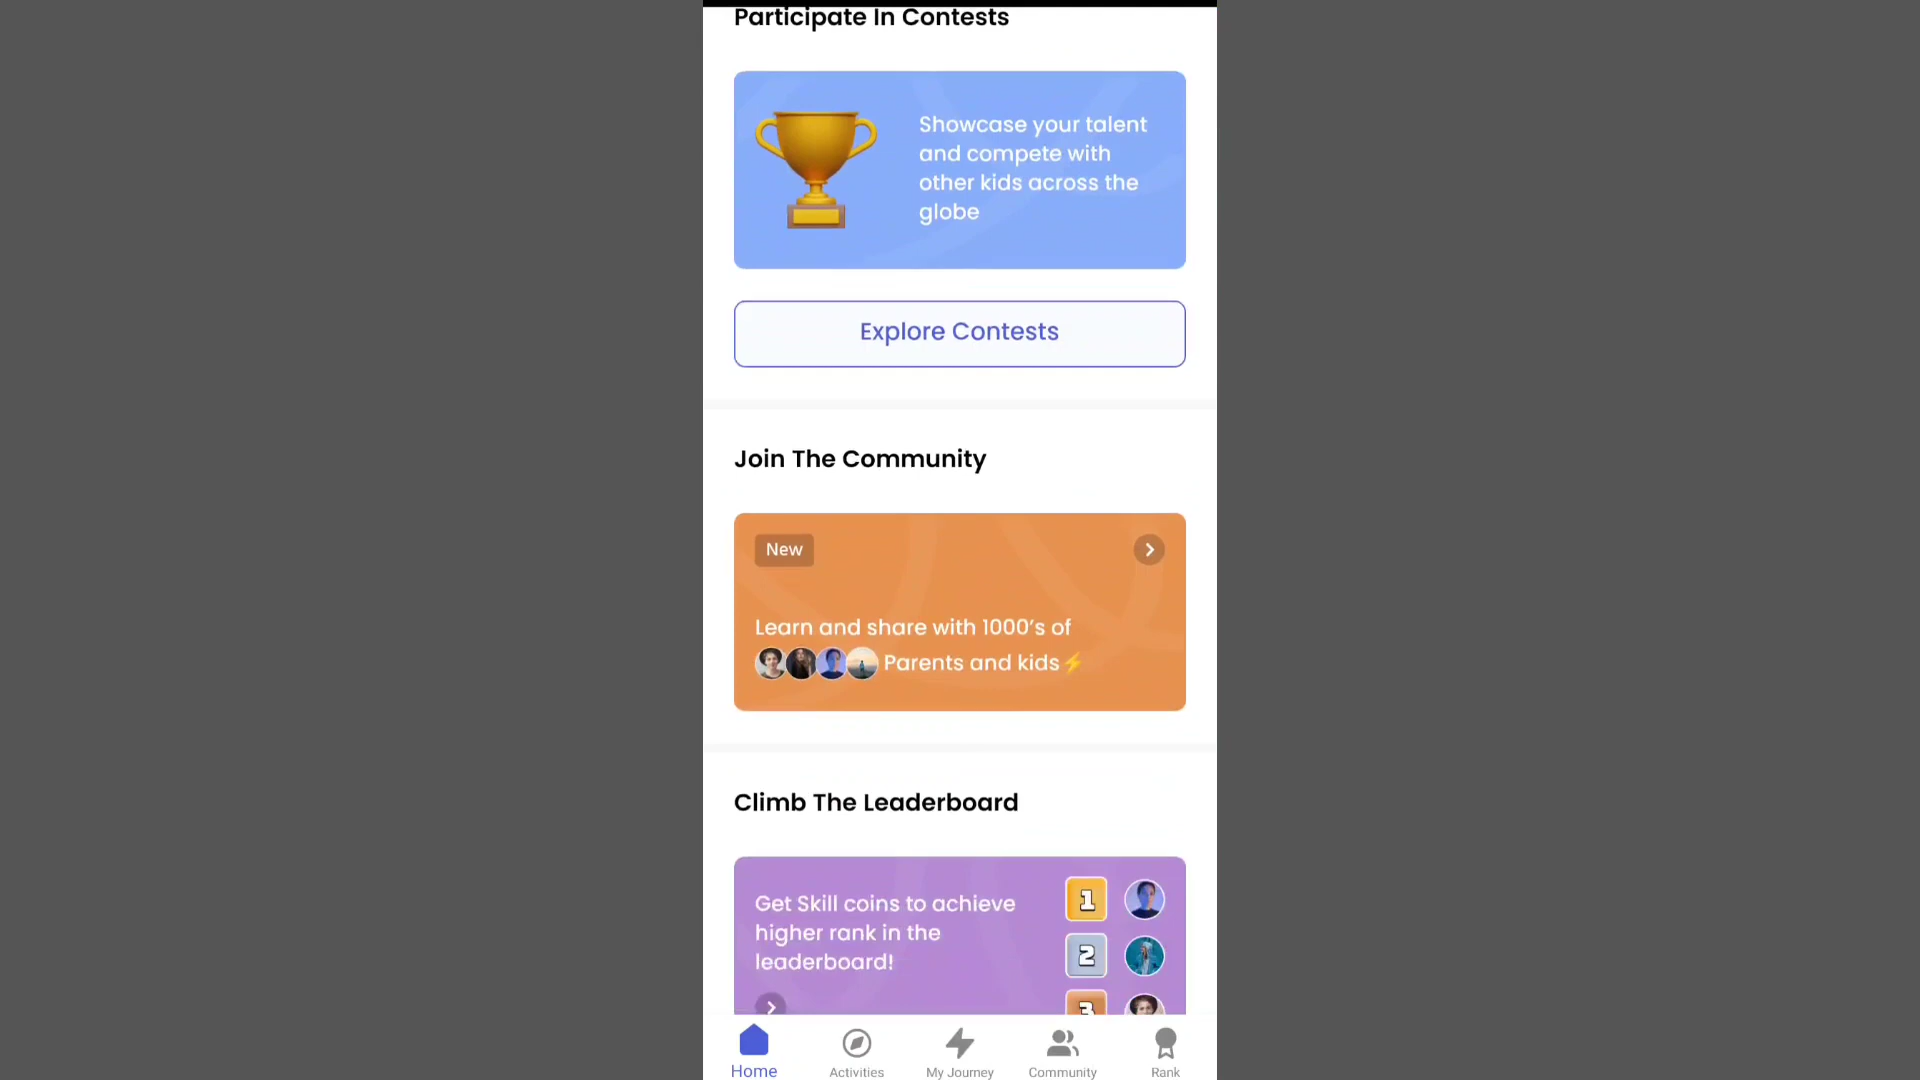 Participate In Contests
Showcase your talent
and compete with
other kids across the
globe
Explore Contests
Join The Community
New
Learn and share with 1000's of
Parents and kids⚡
Climb The Leaderboard
Get Skill coins to achieve
higher rank in the
leaderboard!
1
2
3
Home
Activities
My Journey
Community
Rank